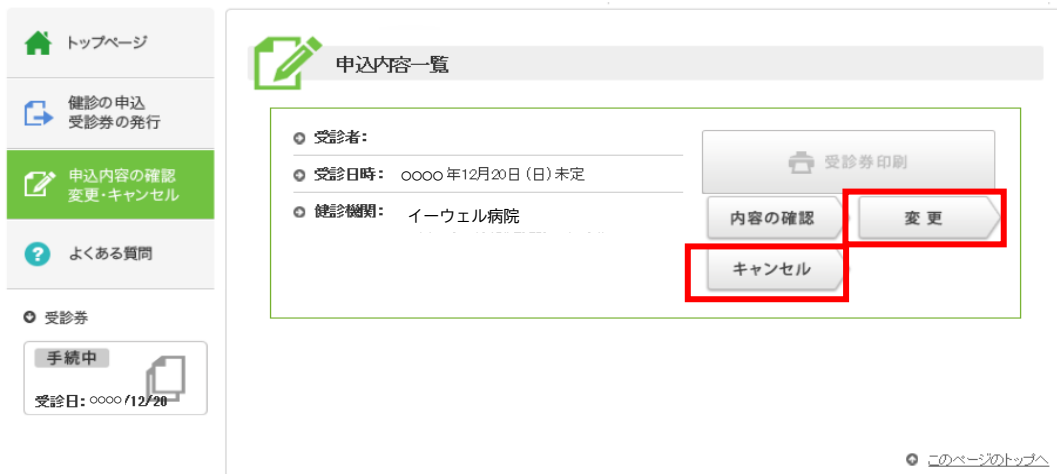 トップページ
健診の申込
受診券の発行
申込内容の確認
変更・キャンセル
よくある質問
受診券
手続中
受診日：○○○○/12/20
申込内容一覧
受診者：
受診日時： ○○○○年12月20日（日）未定
健診機関： イーウェル病院
受診券印刷
内容の確認
変更
キャンセル
このページのトップへ